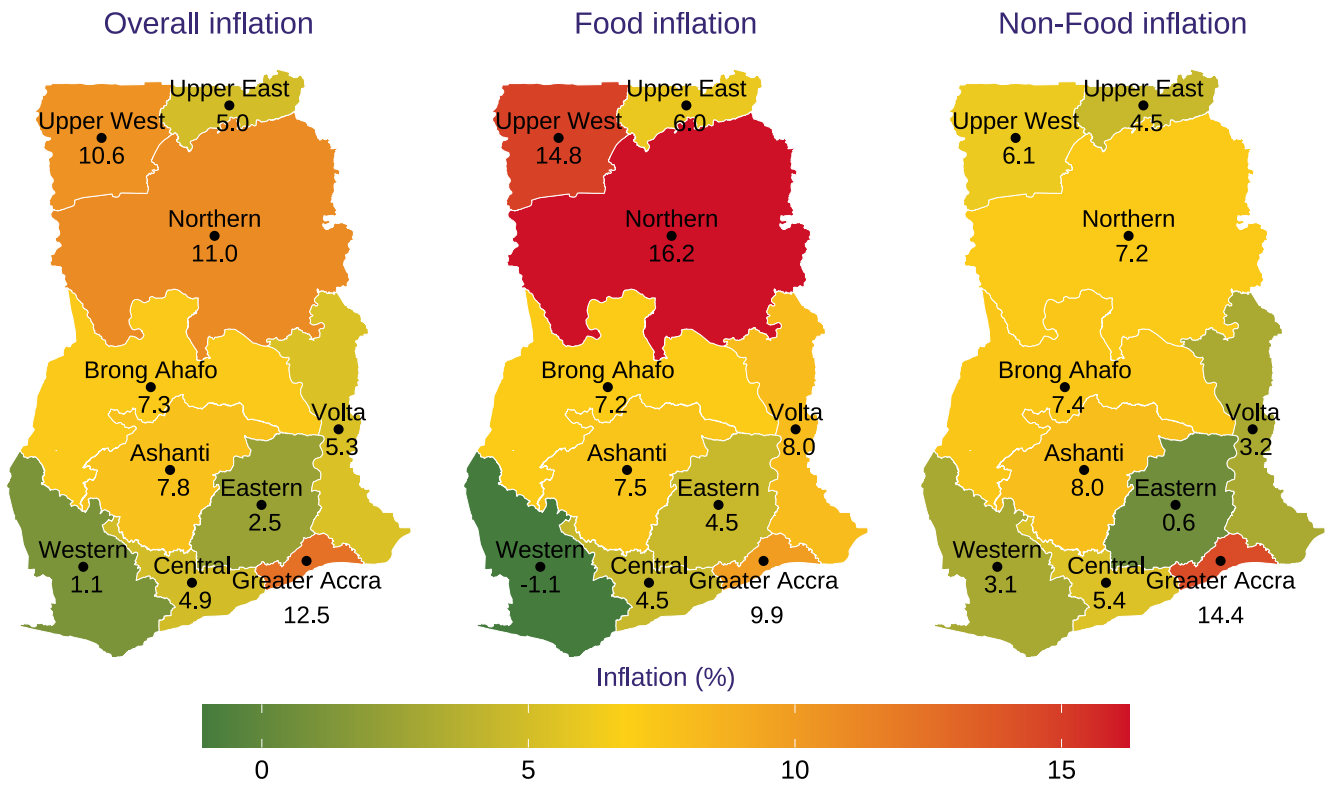 Overall inflation
Upper East
5.0
Upper West
10.6
Northern
11.0
Brong Ahafo
7.3
Volta
5.3
Ashanti
7.8
Eastern
2.5
Western
1.1
Central
4.9
Greater Accra
12.5
Food inflation
Upper East
6.0
Upper West
14.8
Northern
16.2
Brong Ahafo
7.2
Volta
8.0
Ashanti
7.5
Eastern
4.5
Western
-1.1
Central
4.5
Greater Accra
9.9
Non-Food inflation
Upper East
4.5
Upper West
6.1
Northern
7.2
Brong Ahafo
7.4
Volta
3.2
Ashanti
8.0
Eastern
0.6
Western
3.1
Central
5.4
Greater Accra
14.4
Inflation (%)
0 5 10 15